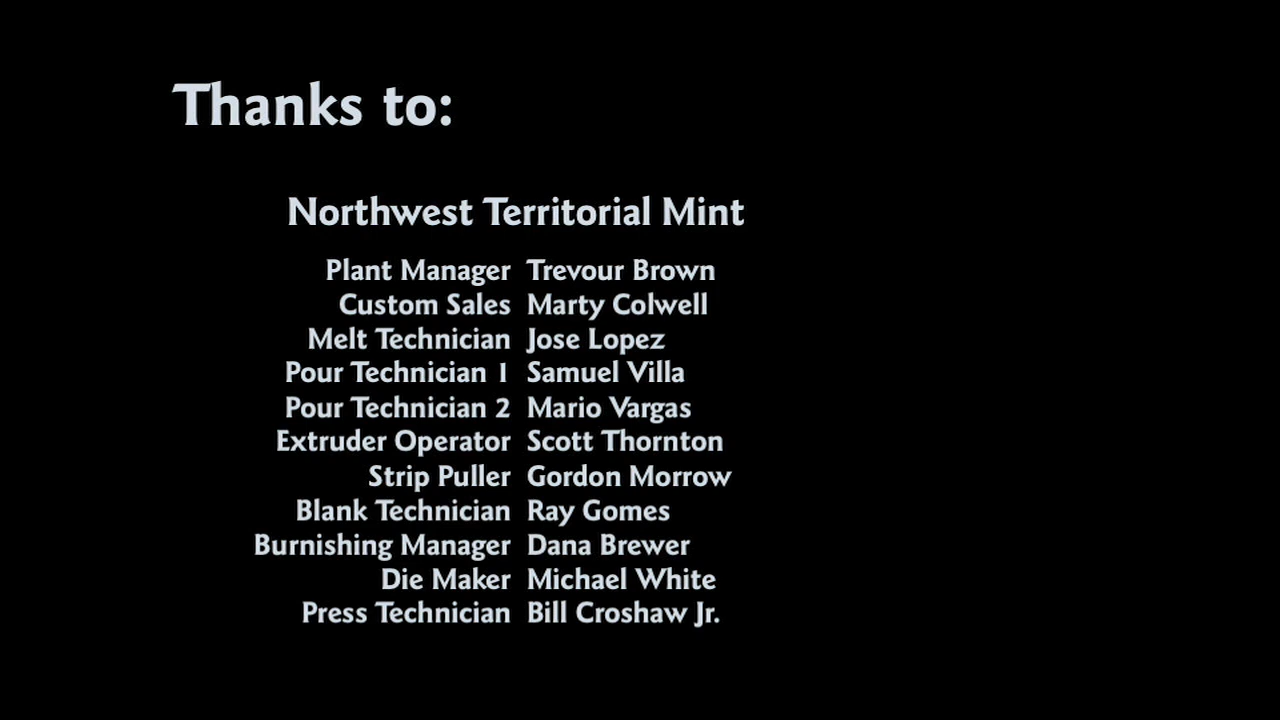 Thanks to:
Northwest Territorial Mint
Plant Manager Trevour Brown
Custom Sales Marty Colwell
Melt Technician Jose Lopez
Pour Technician 1 Samuel Villa
Pour Technician 2 Mario Vargas
Extruder Operator Scott Thornton
Strip Puller Gordon Morrow
Blank Technician Ray Gomes
Burnishing Manager Dana Brewer
Die Maker Michael White
Press Technician Bill Croshaw Jr.